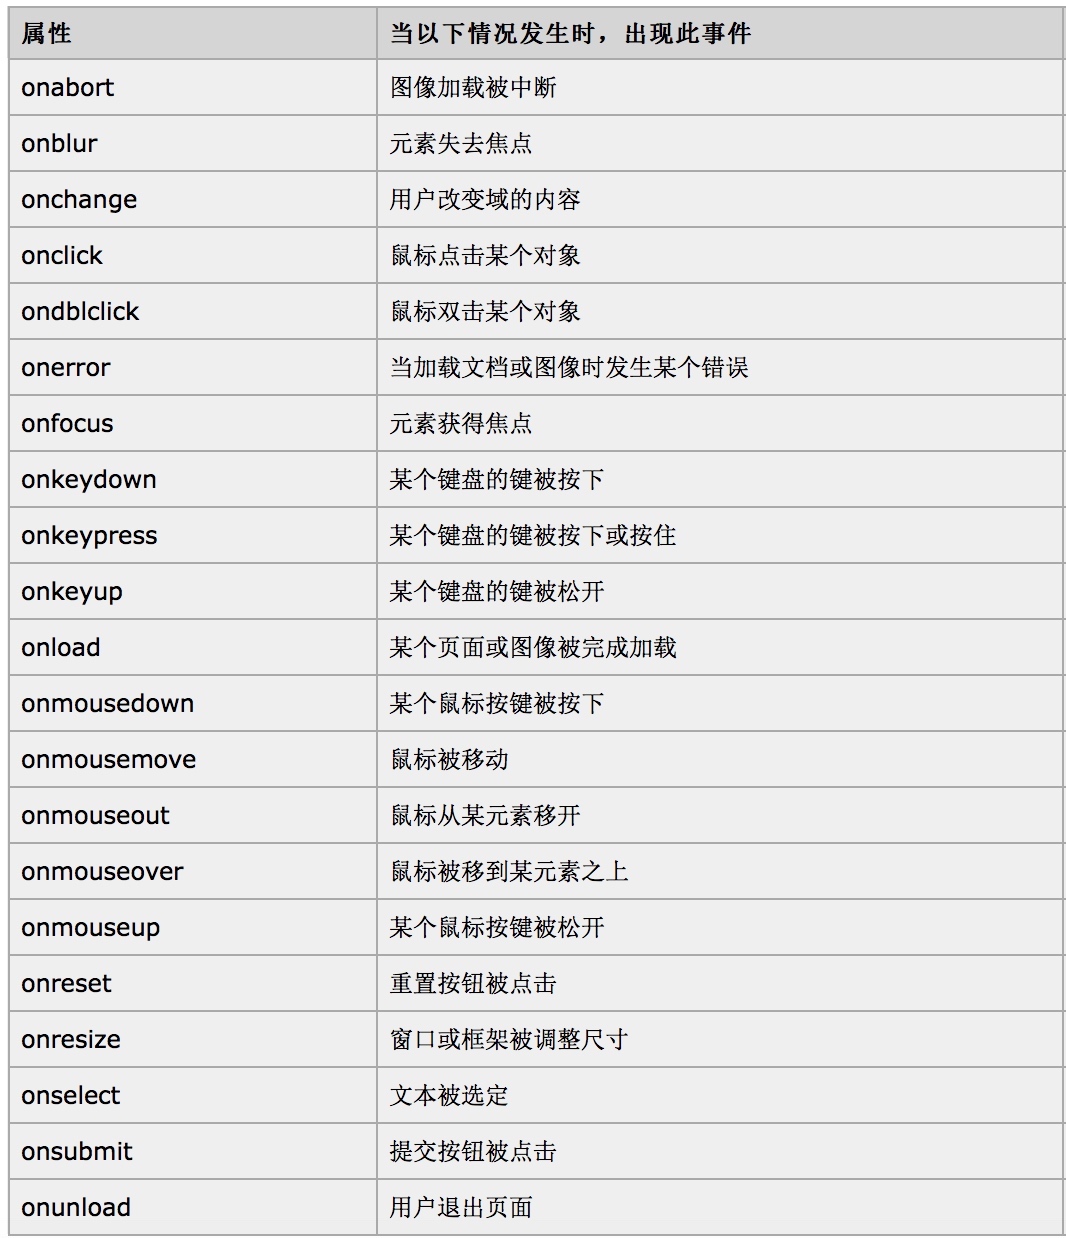 属性 当以下情况发生时，出现此事件
onabort 图像加载被中断
onblur 元素失去焦点
onchange 用户改变域的内容
onclick 鼠标点击某个对象
ondblclick 鼠标双击某个对象
onerror 当加载文档或图像时发生某个错误
onfocus 元素获得焦点
onkeydown 某个键盘的键被按下
onkeypress 某个键盘的键被按下或按住
onkeyup 某个键盘的键被松开
onload 某个页面或图像被完成加载
onmousedown 某个鼠标按键被按下
onmousemove 鼠标被移动
onmouseout 鼠标从某元素移开
onmouseover 鼠标被移到某元素之上
onmouseup 某个鼠标按键被松开
onreset 重置按钮被点击
onresize 窗口或框架被调整尺寸
onselect 文本被选定
onsubmit 提交按钮被点击
onunload 用户退出页面